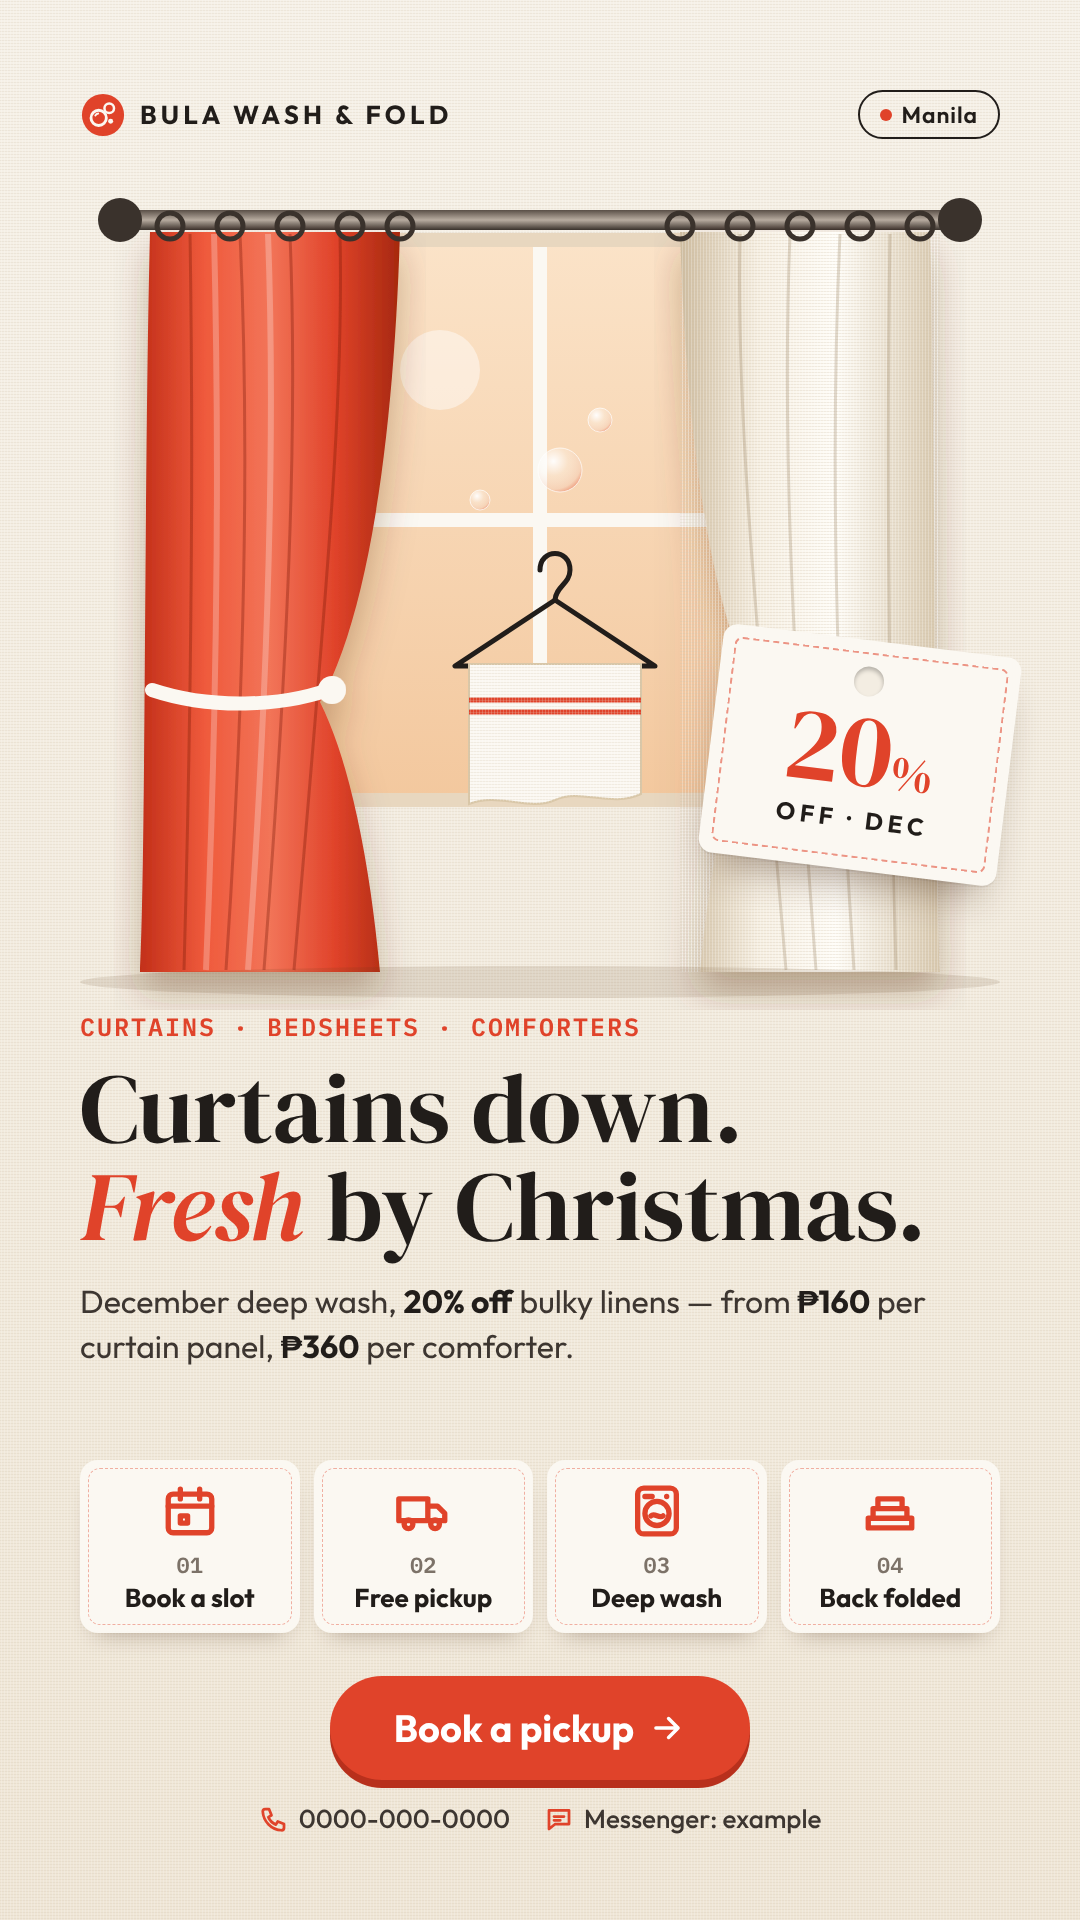 BULA WASH & FOLD
Manila
20%
OFF · DEC
CURTAINS · BEDSHEETS · COMFORTERS
Curtains down.
Fresh by Christmas.
December deep wash, 20% off bulky linens — from ₱160 per
curtain panel, ₱360 per comforter.
01
Book a slot
02
Free pickup
03
Deep wash
04
Back folded
Book a pickup →
0000-000-0000
Messenger: example